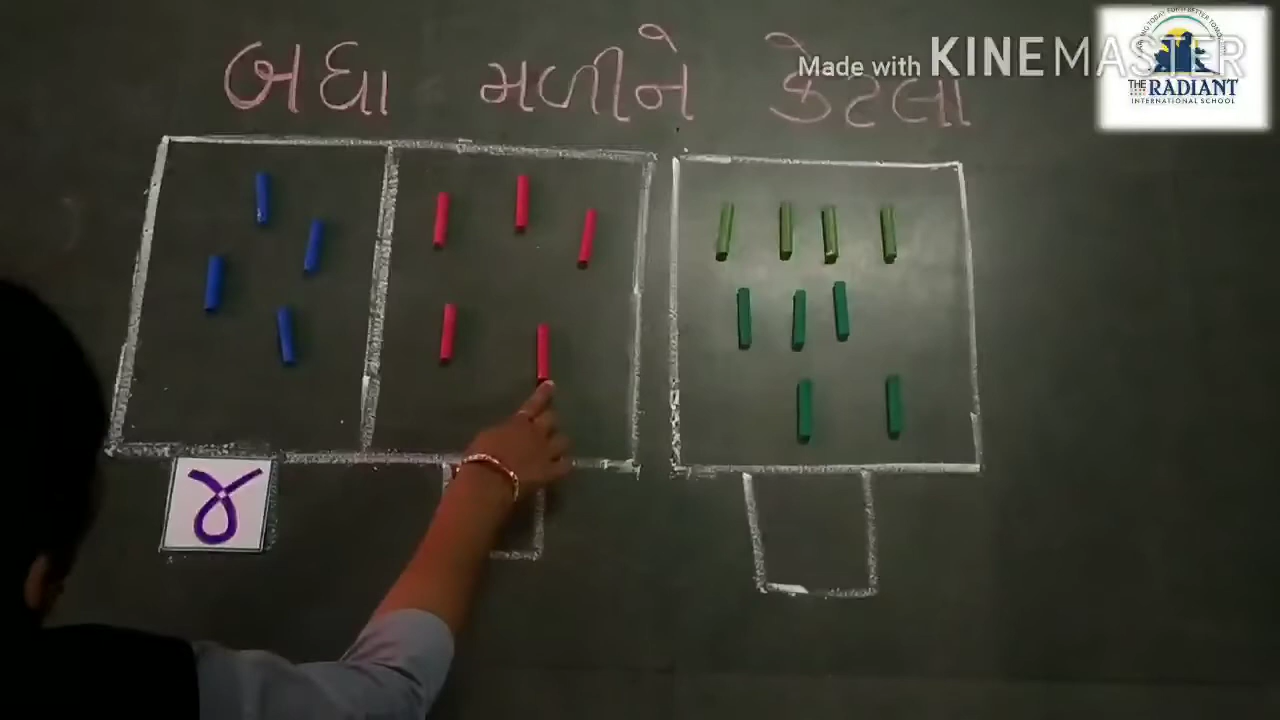 બધા મળીને કેટલા
Made with KINEMASTER
THE RADIANT
INTERNATIONAL SCHOOL
૪